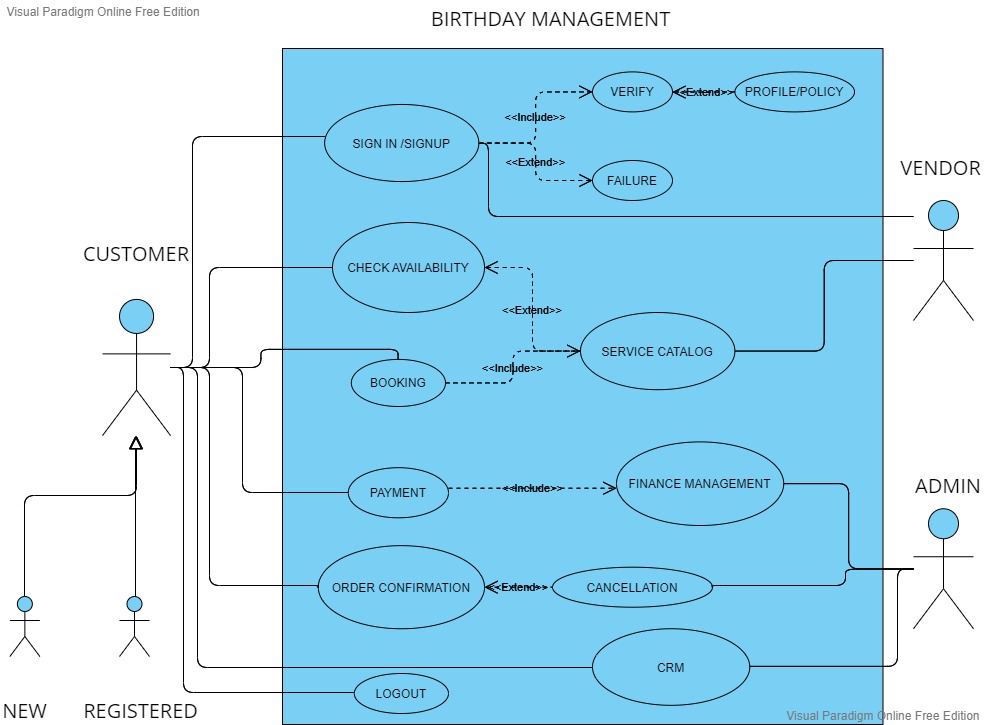 Visual Paradigm Online Free Edition
BIRTHDAY MANAGEMENT
VERIFY
<<Extend>>
PROFILE/POLICY
<<Include>>
SIGN IN /SIGNUP
<<Extend>>
FAILURE
VENDOR
CUSTOMER
CHECK AVAILABILITY
<<Extend>>
SERVICE CATALOG
<<Include>>
BOOKING
PAYMENT
<<Include>>
FINANCE MANAGEMENT
ADMIN
ORDER CONFIRMATION
<<Extend>>
CANCELLATION
CRM
LOGOUT
NEW
REGISTERED
Visual Paradigm Online Free Edition